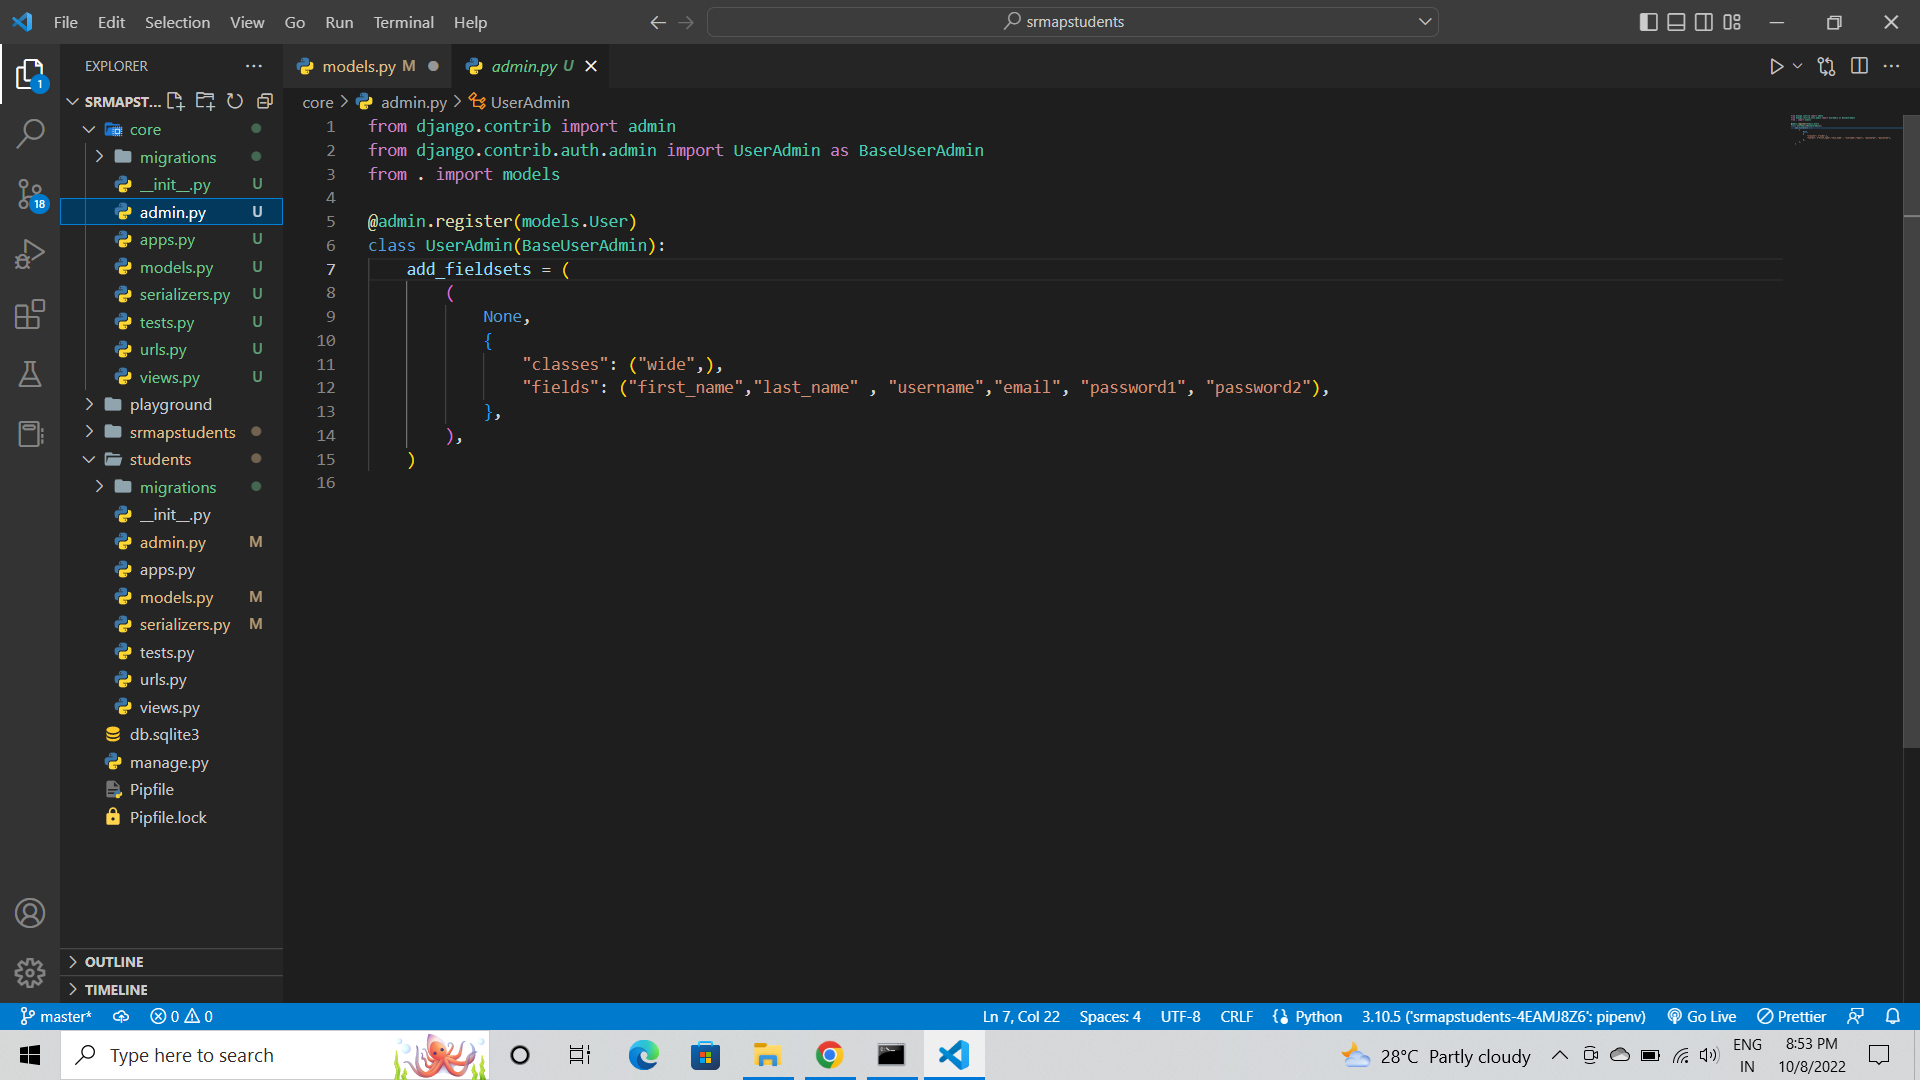 File Edit Selection View Go Run Terminal Help
srmapstudents
EXPLORER
models.py M
admin.py U
SRMAPST...
core > admin.py > UserAdmin
core
migrations
__init__.py U
admin.py U
apps.py U
models.py U
serializers.py U
tests.py U
urls.py U
views.py U
playground
srmapstudents
students
migrations
__init__.py
admin.py M
apps.py
models.py M
serializers.py M
tests.py
urls.py
views.py
db.sqlite3
manage.py
Pipfile
Pipfile.lock
OUTLINE
TIMELINE
1
18
1 from django.contrib import admin
2 from django.contrib.auth.admin import UserAdmin as BaseUserAdmin
3 from . import models
4
5 @admin.register(models.User)
6 class UserAdmin(BaseUserAdmin):
7 add_fieldsets = (
8 (
9 None,
10 {
11 "classes": ("wide",),
12 "fields": ("first_name","last_name" , "username","email", "password1", "password2"),
13 },
14 ),
15 )
16
master* 0 0 Ln 7, Col 22 Spaces: 4 UTF-8 CRLF Python 3.10.5 ('srmapstudents-4EAMJ8Z6': pipenv) Go Live Prettier
Type here to search
28°C Partly cloudy
ENG
IN
8:53 PM
10/8/2022